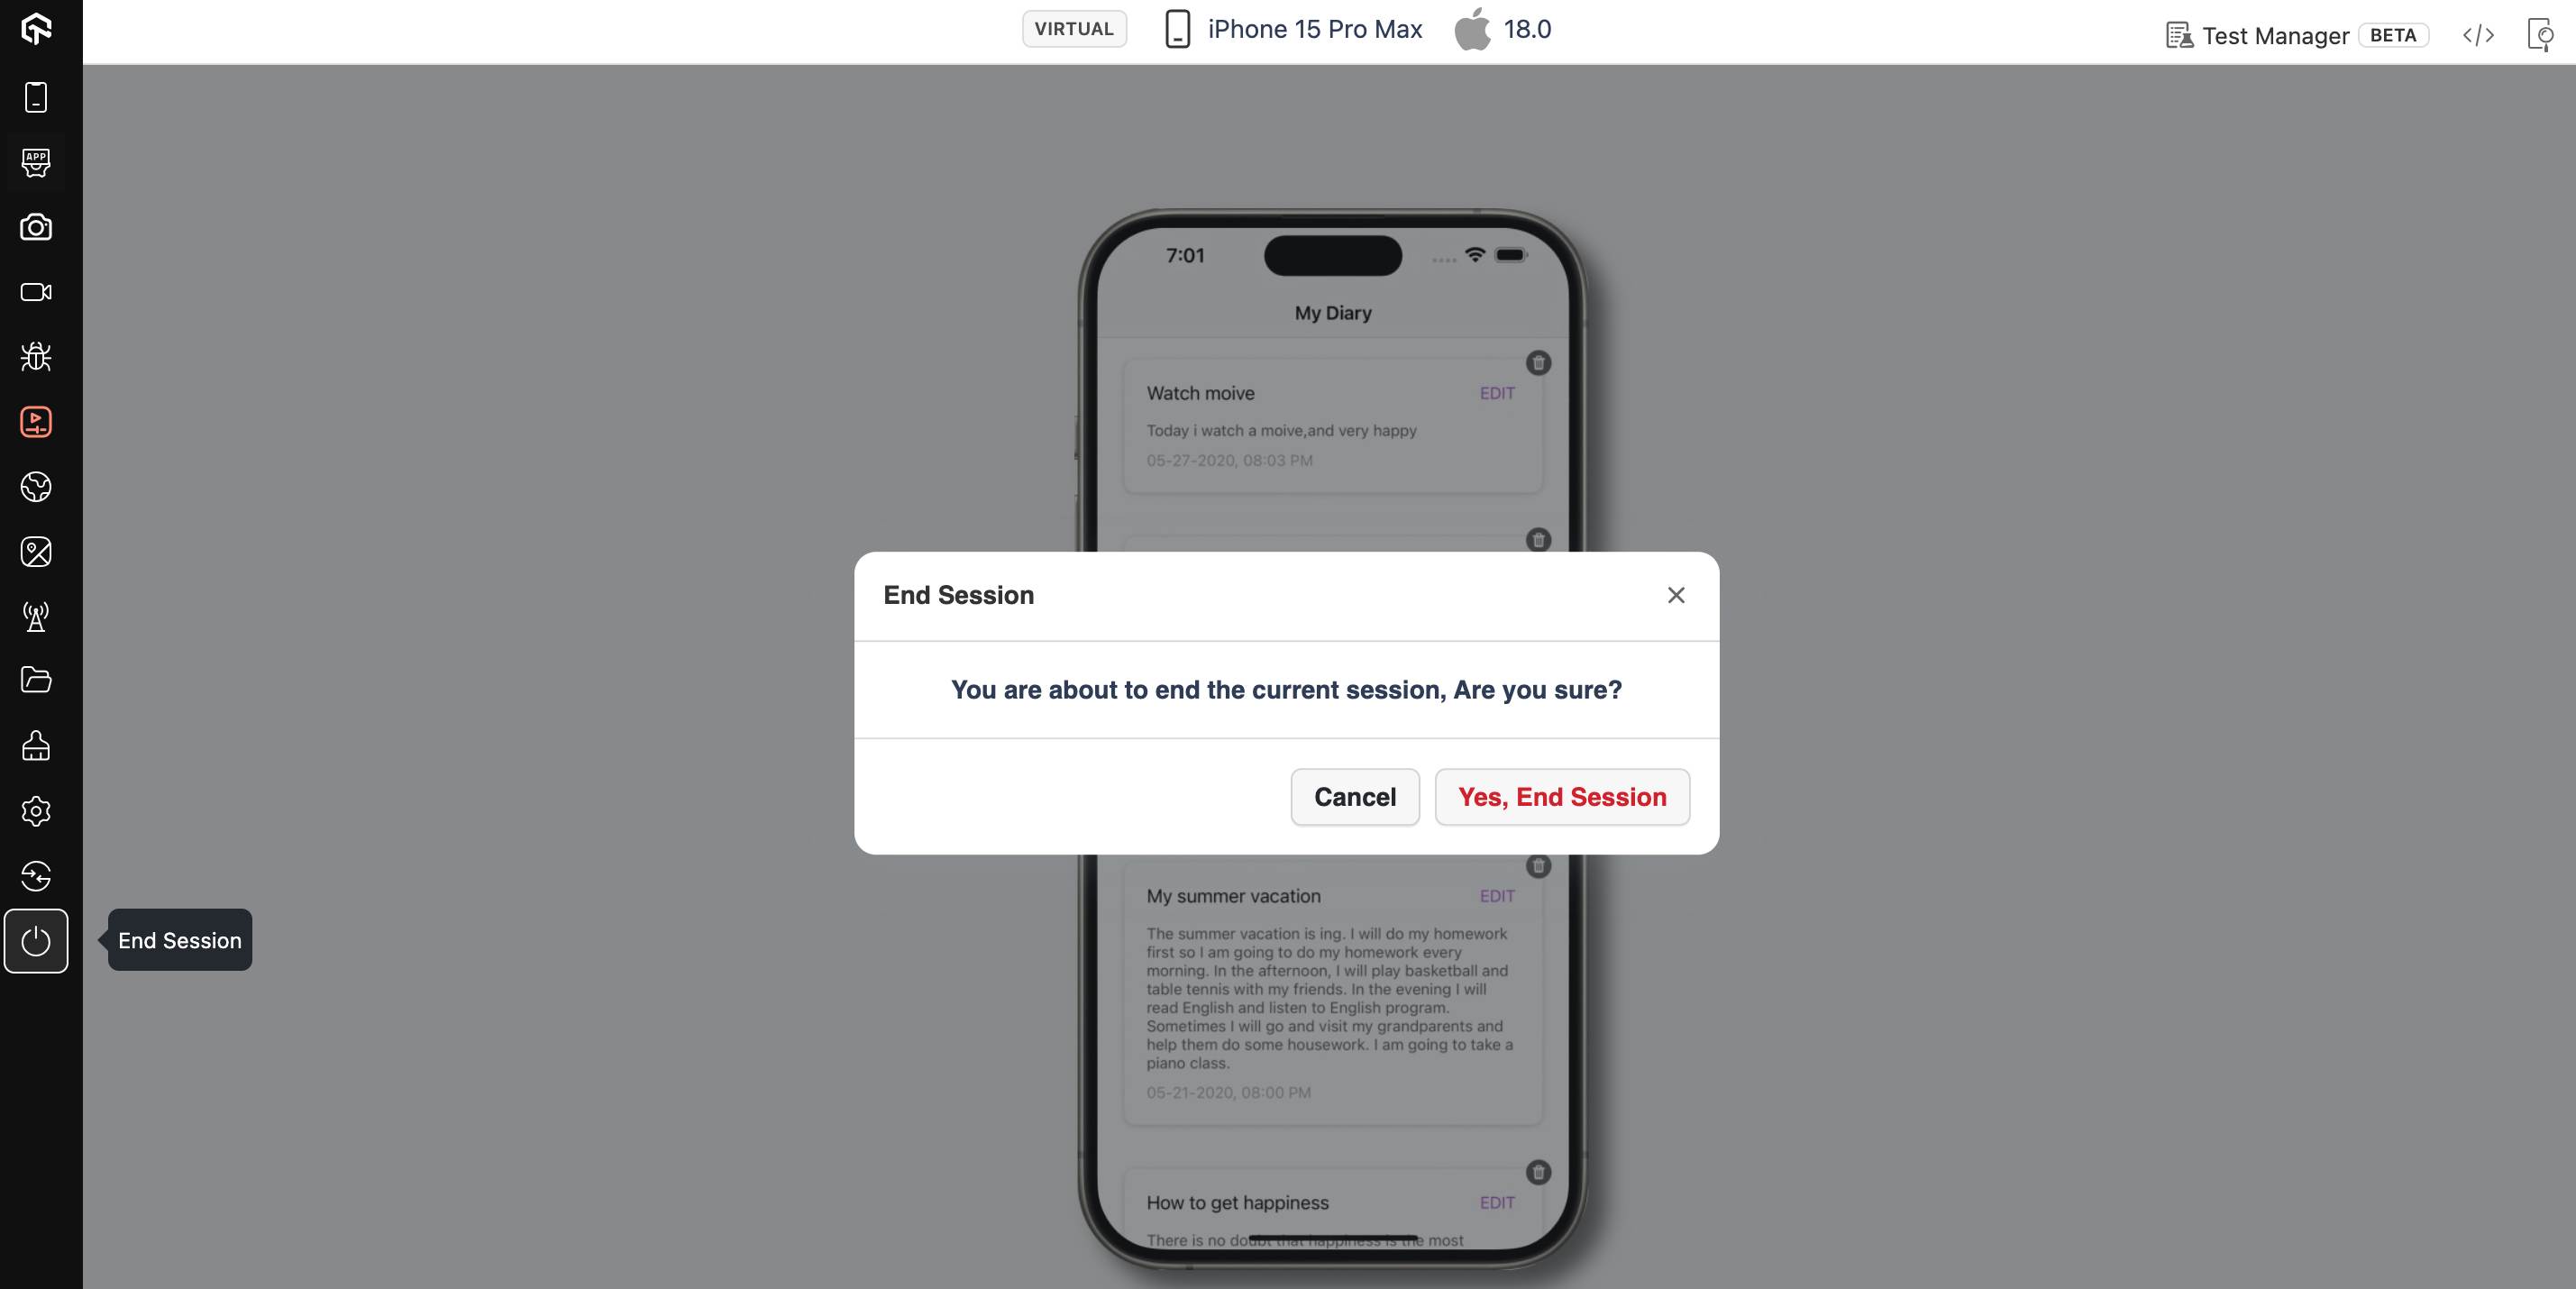 VIRTUAL
iPhone 15 Pro Max
18.0
Test Manager
BETA
</>
APP
7:01
My Diary
Watch moive
EDIT
Today i watch a moive,and very happy
05-27-2020, 08:03 PM
End Session
You are about to end the current session, Are you sure?
Cancel
Yes, End Session
My summer vacation
EDIT
The summer vacation is ing. I will do my homework
first so I am going to do my homework every
morning. In the afternoon, I will play basketball and
table tennis with my friends. In the evening I will
read English and listen to English program.
Sometimes I will go and visit my grandparents and
help them do some housework. I am going to take a
piano class.
05-21-2020, 08:00 PM
How to get happiness
EDIT
There is no doubt that happiness is the most
End Session